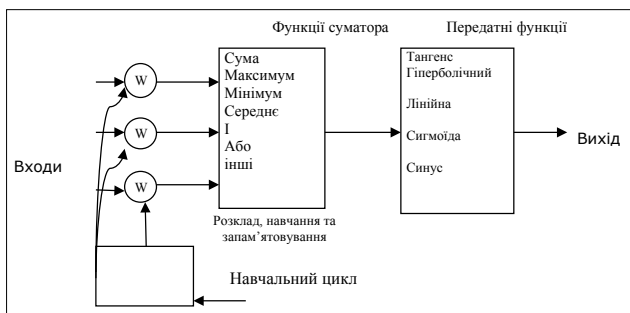 Функції суматора
Передатні функції
W
W
W
Входи
Сума
Максимум
Мінімум
Середнє
І
Або
інші
Розклад, навчання та
запам'ятовування
Тангенс
Гіперболічний
Лінійна
Сигмоїда
Синус
Вихід
Навчальний цикл